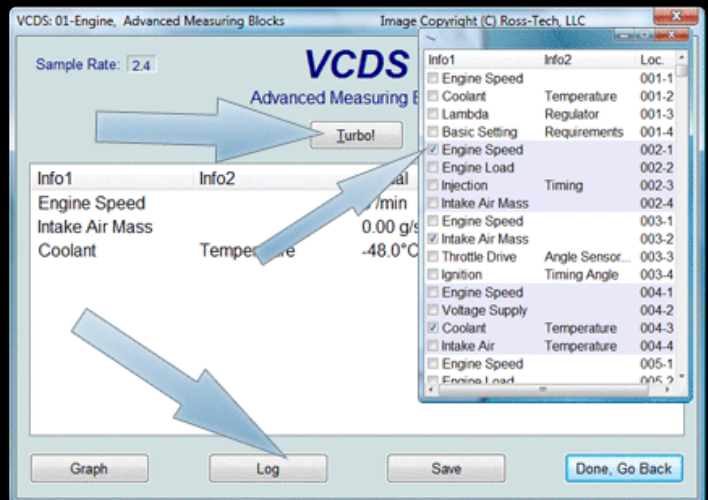 VCDS: 01-Engine, Advanced Measuring Blocks Image Copyright (C) Ross-Tech, LLC
Sample Rate: 2.4
VCDS
Advanced Measuring
Turbo!
Info1 Info2
Engine Speed /min
Intake Air Mass 0.00 g/s
Coolant -48.0°C
Graph Log Save Done, Go Back
Info1 Info2 Loc.
Engine Speed 001-1
Coolant Temperature 001-2
Lambda Regulator 001-3
Basic Setting Requirements 001-4
Engine Speed 002-1
Engine Load 002-2
Injection Timing 002-3
Intake Air Mass 002-4
Engine Speed 003-1
Intake Air Mass 003-2
Throttle Drive Angle Sensor... 003-3
Ignition Timing Angle 003-4
Engine Speed 004-1
Voltage Supply 004-2
Coolant Temperature 004-3
Intake Air Temperature 004-4
Engine Speed 005-1
Engine Load 005-2